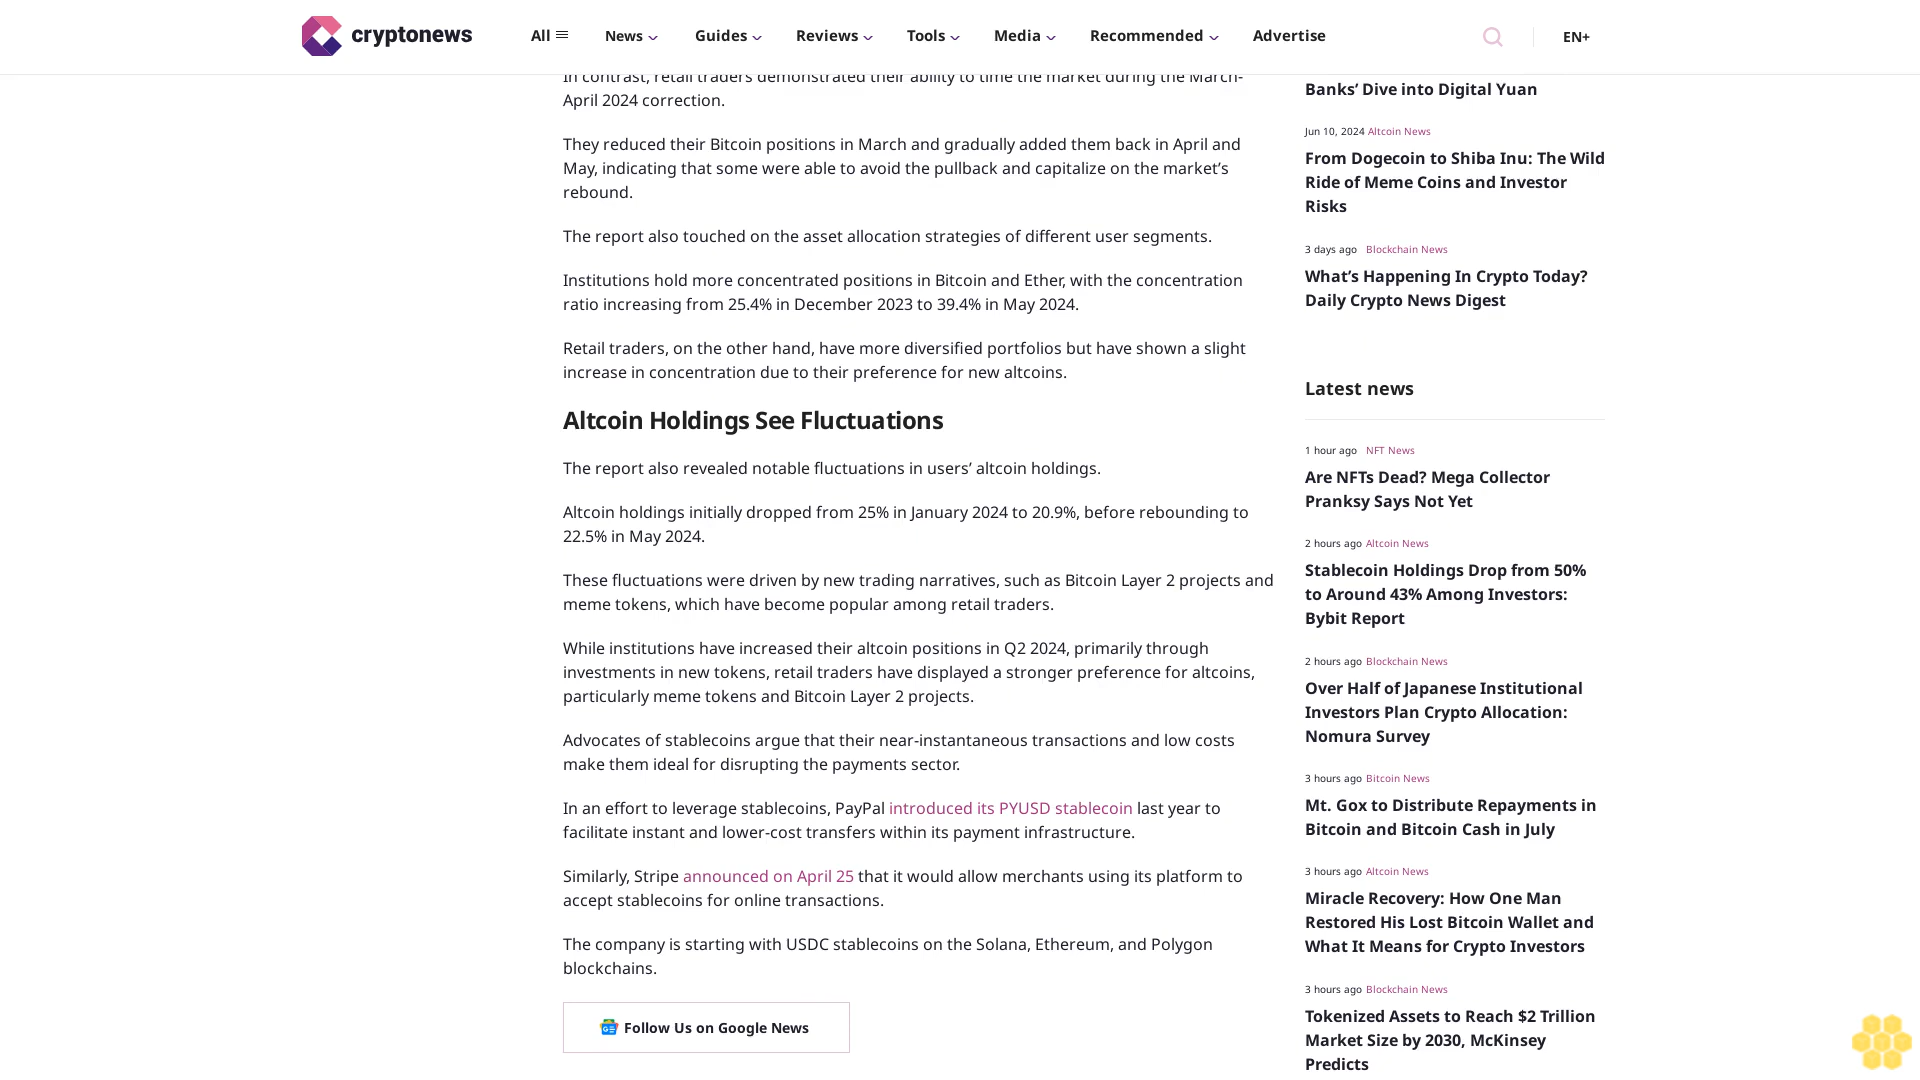 cryptonews
All
News
Guides
Reviews
Tools
Media
Recommended
Advertise
EN+
In contrast, retail traders demonstrated their ability to time the market during the March-
April 2024 correction.
They reduced their Bitcoin positions in March and gradually added them back in April and
May, indicating that some were able to avoid the pullback and capitalize on the market’s
rebound.
The report also touched on the asset allocation strategies of different user segments.
Institutions hold more concentrated positions in Bitcoin and Ether, with the concentration
ratio increasing from 25.4% in December 2023 to 39.4% in May 2024.
Retail traders, on the other hand, have more diversified portfolios but have shown a slight
increase in concentration due to their preference for new altcoins.
Altcoin Holdings See Fluctuations
The report also revealed notable fluctuations in users’ altcoin holdings.
Altcoin holdings initially dropped from 25% in January 2024 to 20.9%, before rebounding to
22.5% in May 2024.
These fluctuations were driven by new trading narratives, such as Bitcoin Layer 2 projects and
meme tokens, which have become popular among retail traders.
While institutions have increased their altcoin positions in Q2 2024, primarily through
investments in new tokens, retail traders have displayed a stronger preference for altcoins,
particularly meme tokens and Bitcoin Layer 2 projects.
Advocates of stablecoins argue that their near-instantaneous transactions and low costs
make them ideal for disrupting the payments sector.
In an effort to leverage stablecoins, PayPal introduced its PYUSD stablecoin last year to
facilitate instant and lower-cost transfers within its payment infrastructure.
Similarly, Stripe announced on April 25 that it would allow merchants using its platform to
accept stablecoins for online transactions.
The company is starting with USDC stablecoins on the Solana, Ethereum, and Polygon
blockchains.
Follow Us on Google News
Banks’ Dive into Digital Yuan
Jun 10, 2024 Altcoin News
From Dogecoin to Shiba Inu: The Wild
Ride of Meme Coins and Investor
Risks
3 days ago Blockchain News
What’s Happening In Crypto Today?
Daily Crypto News Digest
Latest news
1 hour ago NFT News
Are NFTs Dead? Mega Collector
Pranksy Says Not Yet
2 hours ago Altcoin News
Stablecoin Holdings Drop from 50%
to Around 43% Among Investors:
Bybit Report
2 hours ago Blockchain News
Over Half of Japanese Institutional
Investors Plan Crypto Allocation:
Nomura Survey
3 hours ago Bitcoin News
Mt. Gox to Distribute Repayments in
Bitcoin and Bitcoin Cash in July
3 hours ago Altcoin News
Miracle Recovery: How One Man
Restored His Lost Bitcoin Wallet and
What It Means for Crypto Investors
3 hours ago Blockchain News
Tokenized Assets to Reach $2 Trillion
Market Size by 2030, McKinsey
Predicts